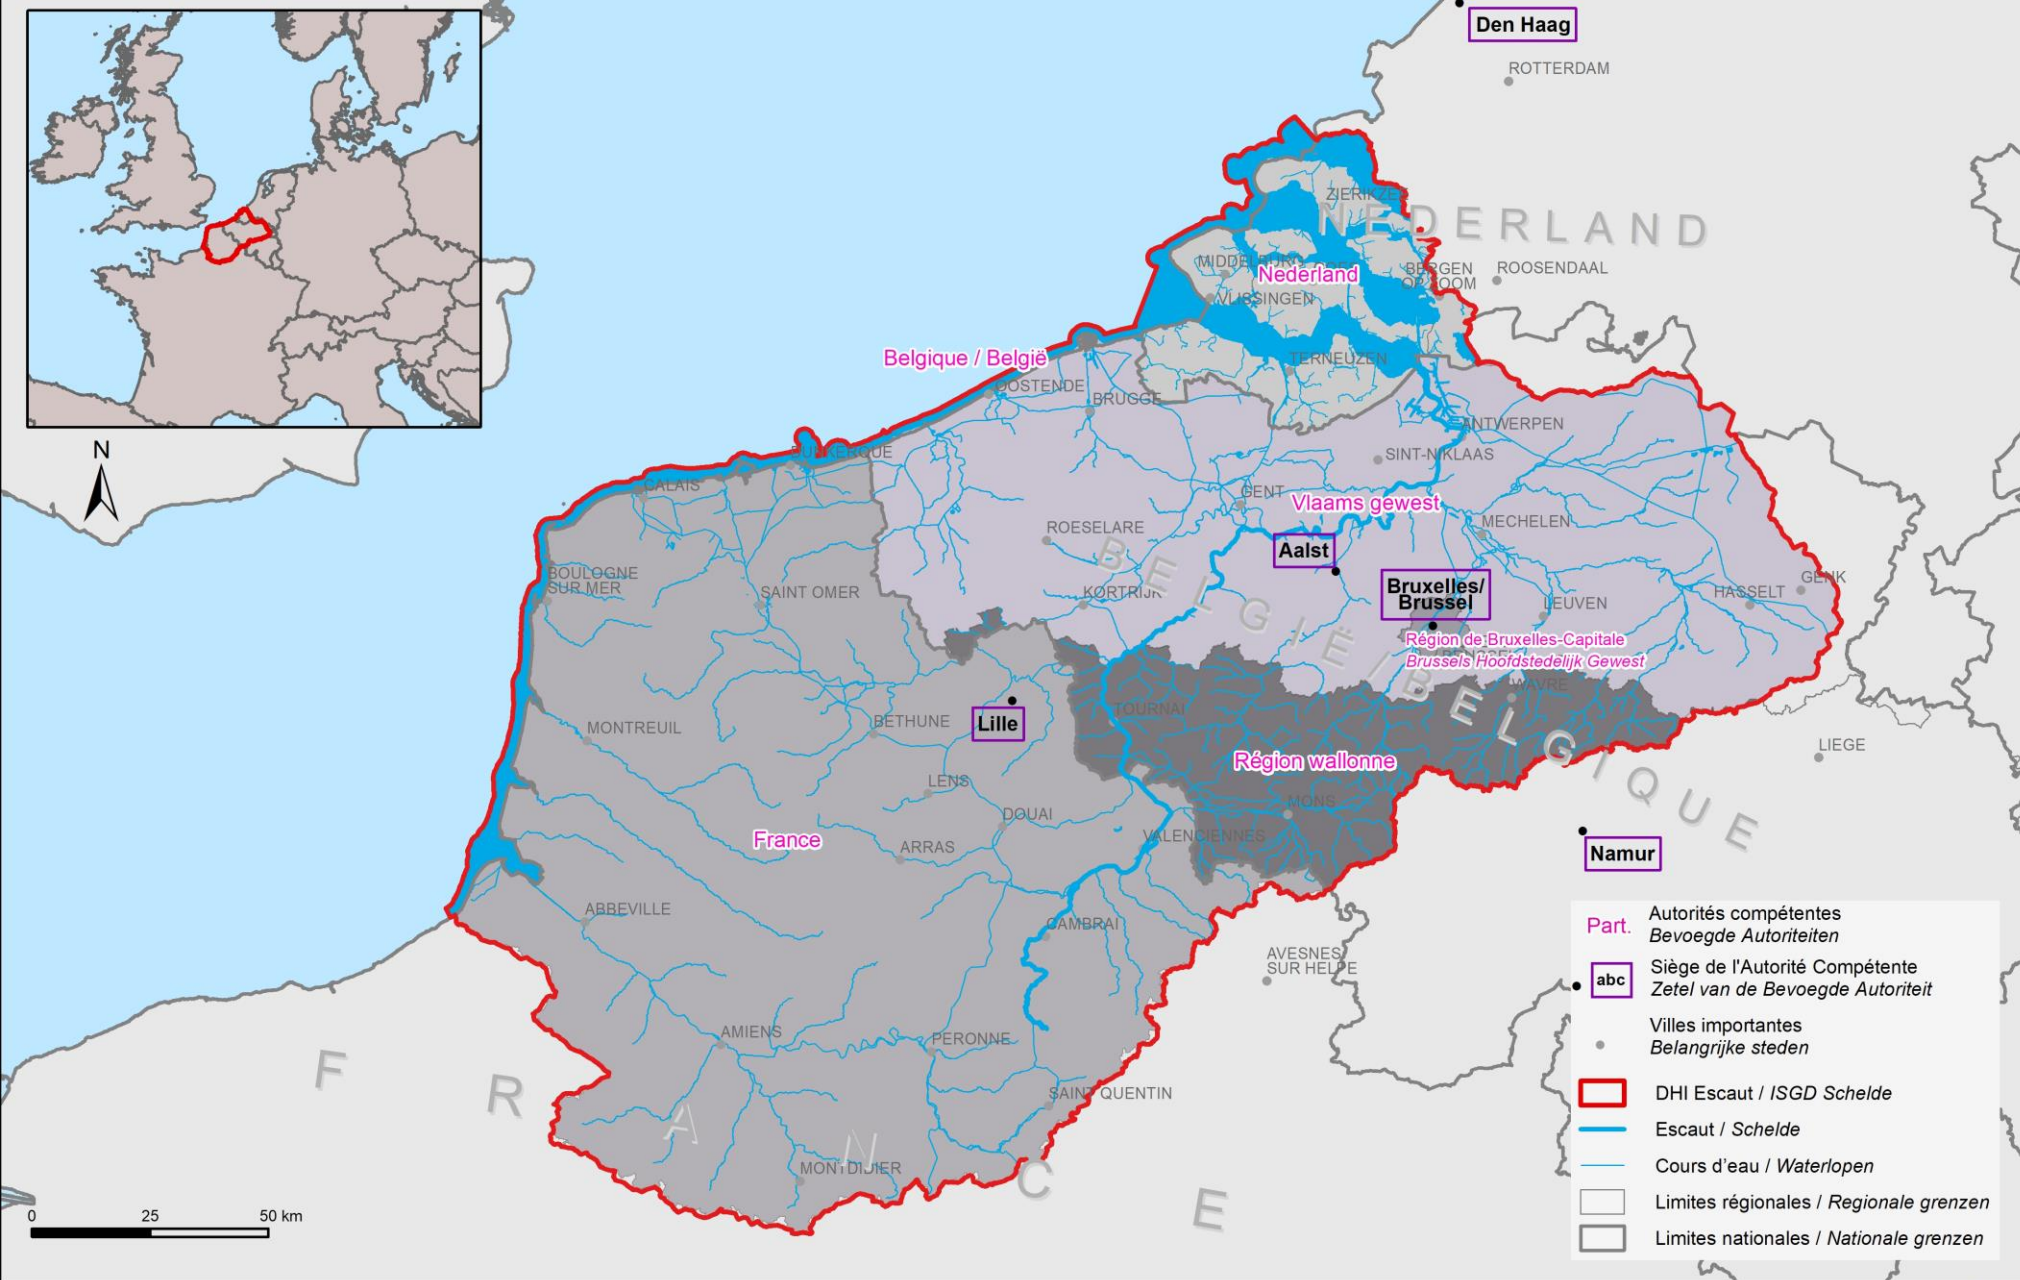 Den Haag
ROTTERDAM
ZIERIKZEE
NEDERLAND
MIDDELBURG
Nederland
BERGEN
OP ZOOM
ROOSENDAAL
VLISSINGEN
Belgique / België
TERNEUZEN
OOSTENDE
BRUGGE
ANTWERPEN
N
DUNKERQUE
SINT-NIKLAAS
CALAIS
GENT
Vlaams gewest
ROESELARE
MECHELEN
Aalst
BOULOGNE
SUR MER
SAINT OMER
KORTRIJK
Bruxelles/
Brussel
LEUVEN
HASSELT
GENK
BELGIË/BELGIQUE
Région de Bruxelles-Capitale
Brussels Hoofdstedelijk Gewest
WAVRE
TOURNAI
MONTREUIL
BETHUNE
Lille
LIEGE
Région wallonne
LENS
MONS
DOUAI
France
ARRAS
VALENCIENNES
Namur
ABBEVILLE
CAMBRAI
AVESNES
SUR HELPE
AMIENS
PERONNE
SAINT QUENTIN
FRANCE
MONTDIDIER
Part.
Autorités compétentes
Bevoegde Autoriteiten
abc
Siège de l'Autorité Compétente
Zetel van de Bevoegde Autoriteit
Villes importantes
Belangrijke steden
DHI Escaut / ISGD Schelde
Escaut / Schelde
Cours d'eau / Waterlopen
Limites régionales / Regionale grenzen
Limites nationales / Nationale grenzen
0 25 50 km